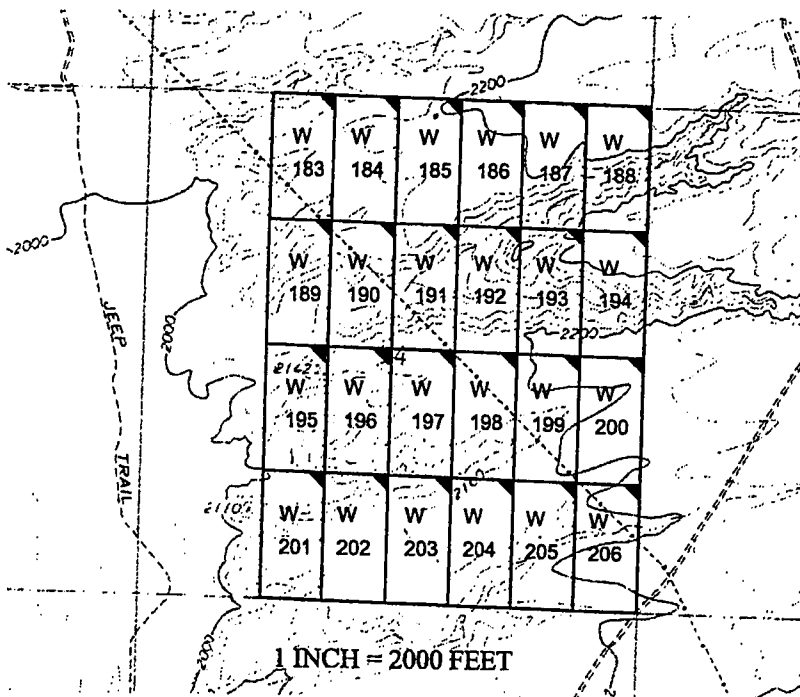 2200
W W W W W W
183 184 185 186 187 188
2000
W W W W W W
189 190 191 192 193 194
JEEP
2000
2200
4
2142
W W W W W W
195 196 197 198 199 200
TRAIL
2110
W W W W W W
201 202 203 204 205 206
2000
1 INCH = 2000 FEET